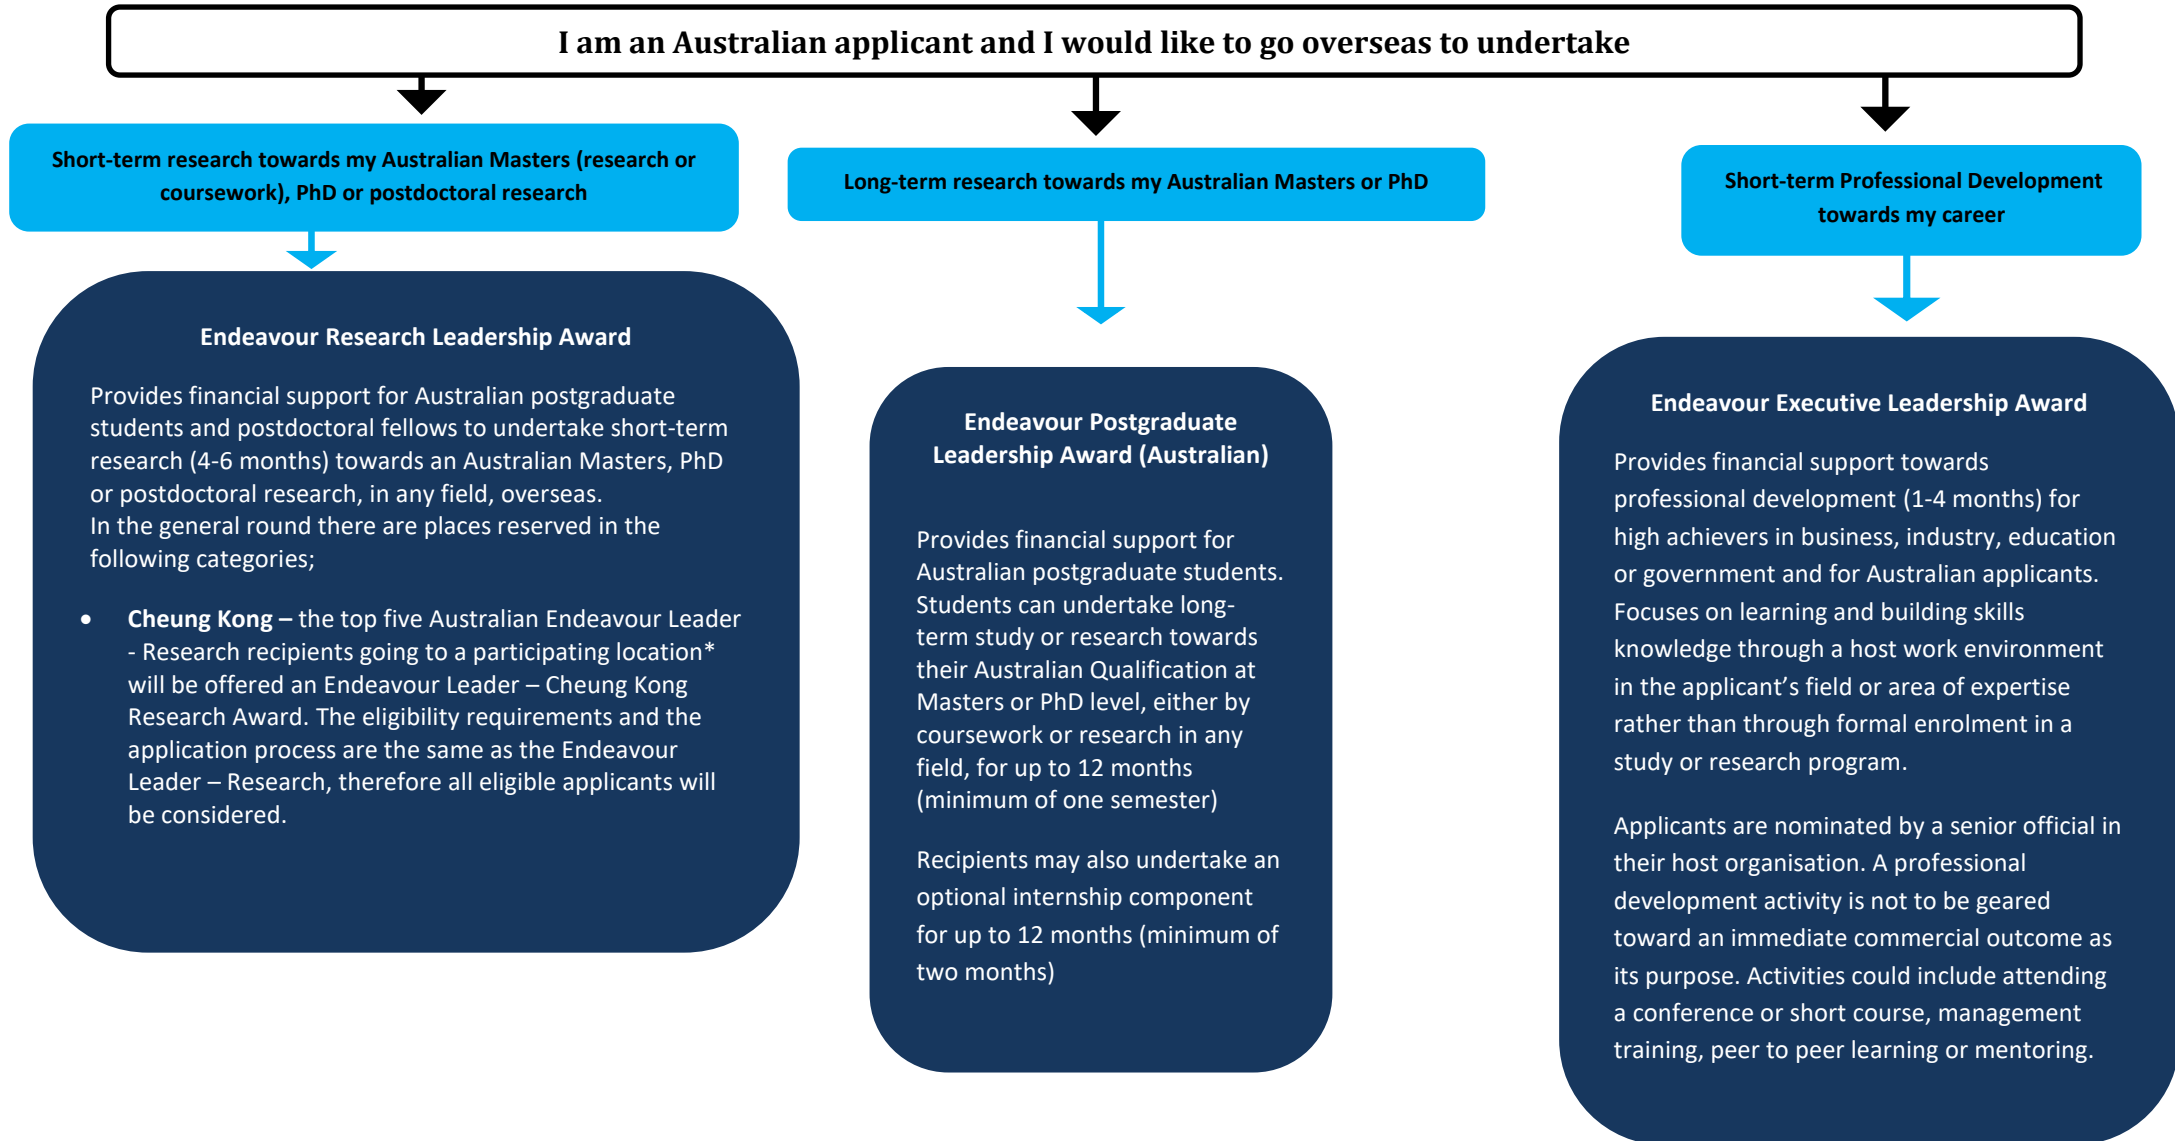 I am an Australian applicant and I would like to go overseas to undertake
Short-term research towards my Australian Masters (research or
coursework), PhD or postdoctoral research
Long-term research towards my Australian Masters or PhD
Short-term Professional Development
towards my career
Endeavour Research Leadership Award
Provides financial support for Australian postgraduate
students and postdoctoral fellows to undertake short-term
research (4-6 months) towards an Australian Masters, PhD
or postdoctoral research, in any field, overseas.
In the general round there are places reserved in the
following categories;
• Cheung Kong – the top five Australian Endeavour Leader
- Research recipients going to a participating location*
will be offered an Endeavour Leader – Cheung Kong
Research Award. The eligibility requirements and the
application process are the same as the Endeavour
Leader – Research, therefore all eligible applicants will
be considered.
Endeavour Postgraduate
Leadership Award (Australian)
Provides financial support for
Australian postgraduate students.
Students can undertake long-
term study or research towards
their Australian Qualification at
Masters or PhD level, either by
coursework or research in any
field, for up to 12 months
(minimum of one semester)
Recipients may also undertake an
optional internship component
for up to 12 months (minimum of
two months)
Endeavour Executive Leadership Award
Provides financial support towards
professional development (1-4 months) for
high achievers in business, industry, education
or government and for Australian applicants.
Focuses on learning and building skills
knowledge through a host work environment
in the applicant’s field or area of expertise
rather than through formal enrolment in a
study or research program.
Applicants are nominated by a senior official in
their host organisation. A professional
development activity is not to be geared
toward an immediate commercial outcome as
its purpose. Activities could include attending
a conference or short course, management
training, peer to peer learning or mentoring.